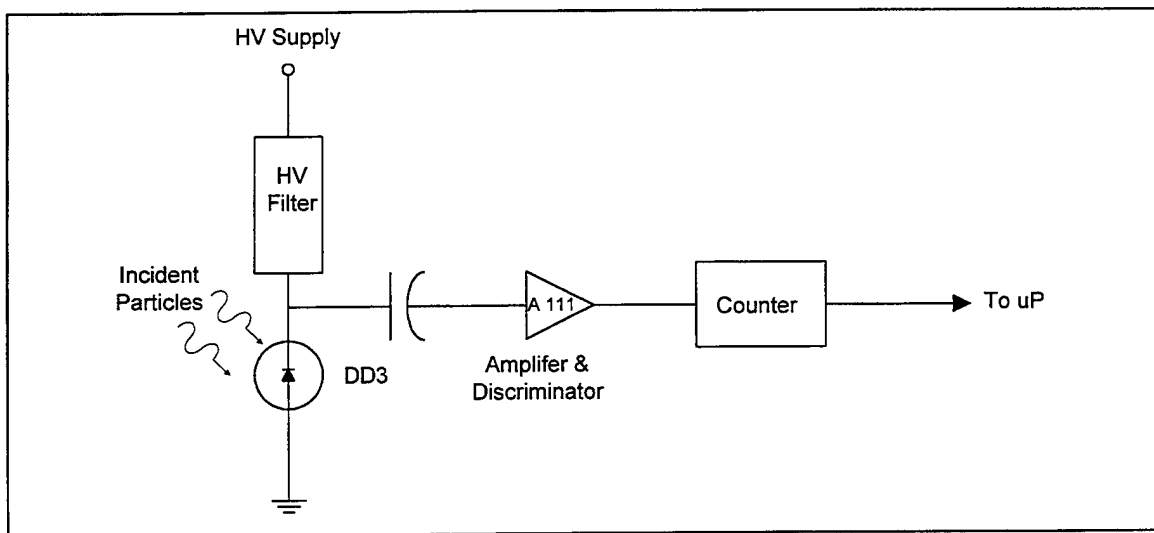 HV Supply
HV
Filter
Incident
Particles
DD3
A 111
Amplifer &
Discriminator
Counter
To uP